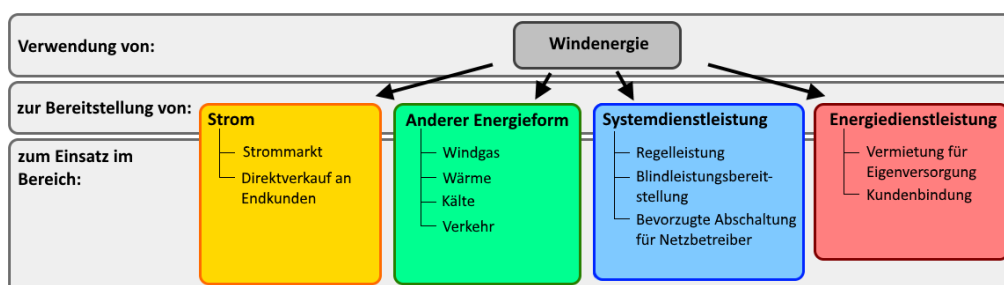 Verwendung von:
Windenergie
zur Bereitstellung von:
zum Einsatz im
Bereich:
Strom
Strommarkt
Direktverkauf an
Endkunden
Anderer Energieform
Windgas
Wärme
Kälte
Verkehr
Systemdienstleistung
Regelleistung
Blindleistungsbereit-
stellung
Bevorzugte Abschaltung
für Netzbetreiber
Energiedienstleistung
Vermietung für
Eigenversorgung
Kundenbindung